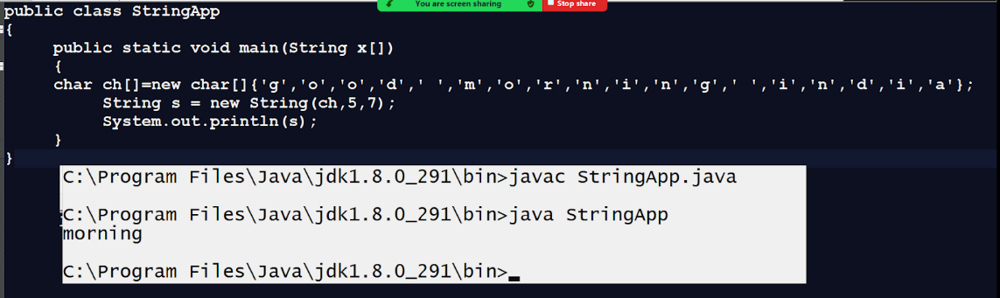 You are screen sharing Stop share
public class StringApp
{
public static void main(String x[])
{
char ch[]=new char[]{'g','o','o','d',' ','m','o','r','n','i','n','g',' ','i','n','d','i','a'};
String s = new String(ch,5,7);
System.out.println(s);
}
}
C:\Program Files\Java\jdk1.8.0_291\bin>javac StringApp.java
C:\Program Files\Java\jdk1.8.0_291\bin>java StringApp
morning
C:\Program Files\Java\jdk1.8.0_291\bin>_